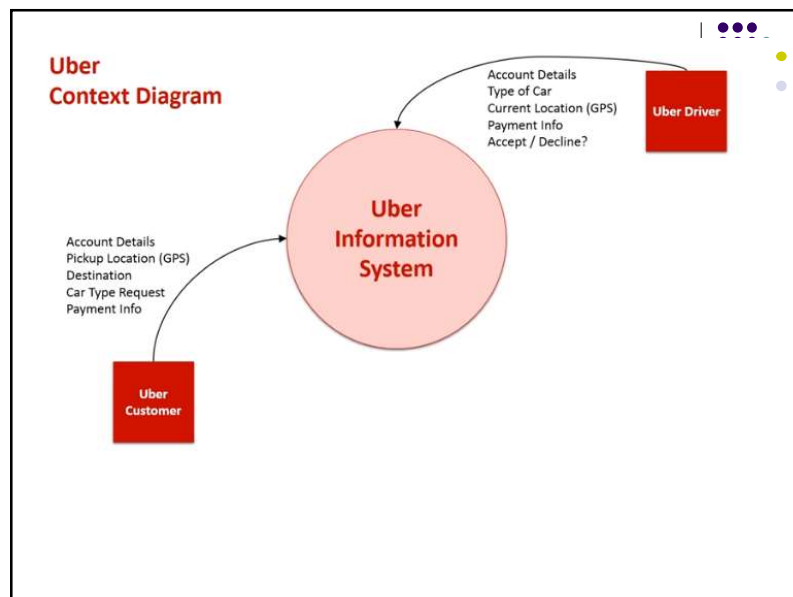 Uber
Context Diagram
Account Details
Type of Car
Current Location (GPS)
Payment Info
Accept / Decline?
Uber Driver
Uber
Information
System
Account Details
Pickup Location (GPS)
Destination
Car Type Request
Payment Info
Uber
Customer